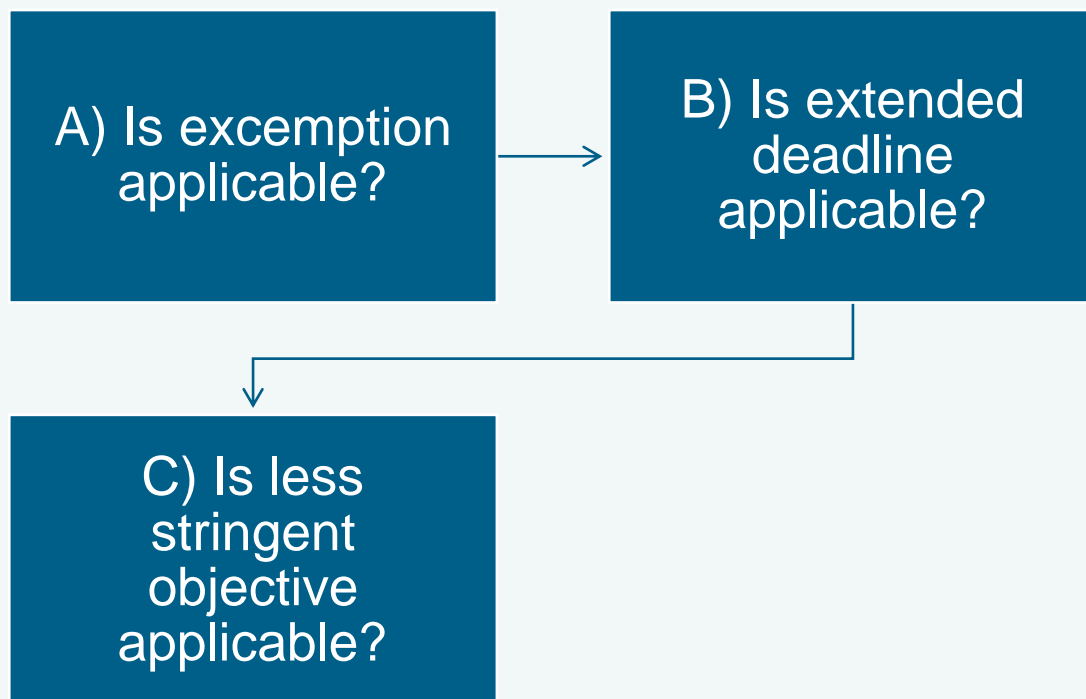 A) Is excemption
applicable?
B) Is extended
deadline
applicable?
C) Is less
stringent
objective
applicable?